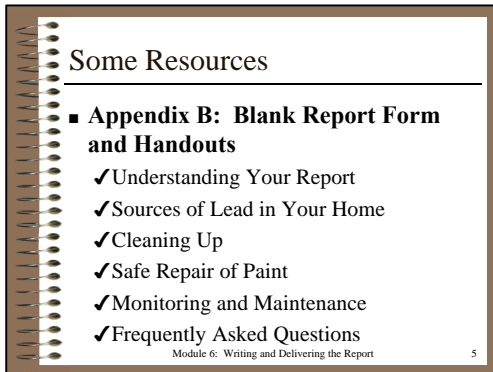 Some Resources
■ Appendix B: Blank Report Form
and Handouts
✓Understanding Your Report
✓Sources of Lead in Your Home
✓Cleaning Up
✓Safe Repair of Paint
✓Monitoring and Maintenance
✓Frequently Asked Questions
Module 6: Writing and Delivering the Report 5